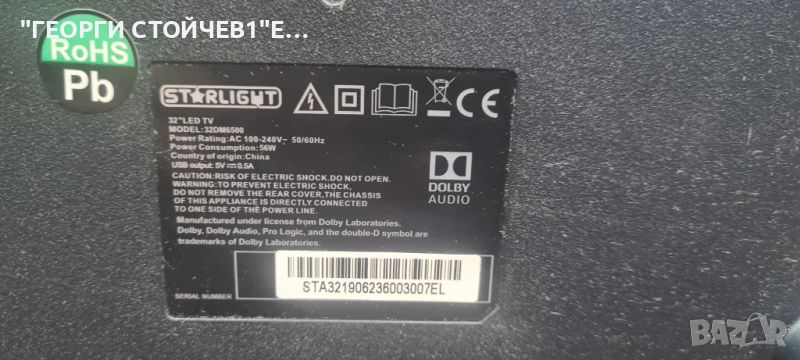 "ГЕОРГИ СТОЙЧЕВ1"Е...
RoHS
Pb
STARLIGHT
CE
32"LED TV
MODEL:32DM6500
Power Rating:AC 100-240V~ 50/60Hz
Power Consumption:56W
Country of origin:China
USB output: 5V⎓0.5A
CAUTION:RISK OF ELECTRIC SHOCK.DO NOT OPEN.
WARNING:TO PREVENT ELECTRIC SHOCK,
DO NOT REMOVE THE REAR COVER,THE CHASSIS
OF THIS APPLIANCE IS DIRECTLY CONNECTED
TO ONE SIDE OF THE POWER LINE.
DOLBY
AUDIO
Manufactured under license from Dolby Laboratories.
Dolby, Dolby Audio, Pro Logic, and the double-D symbol are
trademarks of Dolby Laboratories.
SERIAL NUMBER
STA321906236003007EL
BAZAR
bg